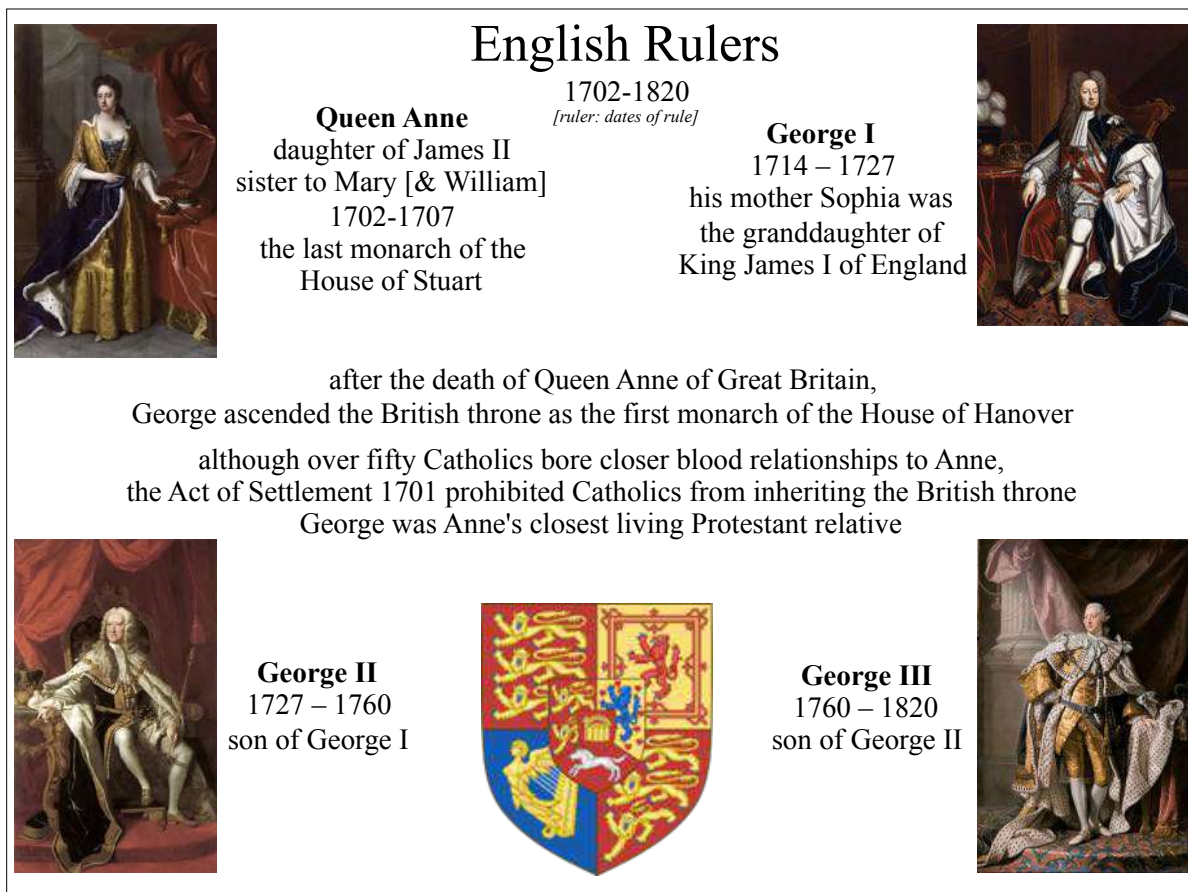 English Rulers
1702-1820
[ruler: dates of rule]
Queen Anne
daughter of James II
sister to Mary [& William]
1702-1707
the last monarch of the
House of Stuart
George I
1714 – 1727
his mother Sophia was
the granddaughter of
King James I of England
after the death of Queen Anne of Great Britain,
George ascended the British throne as the first monarch of the House of Hanover
although over fifty Catholics bore closer blood relationships to Anne,
the Act of Settlement 1701 prohibited Catholics from inheriting the British throne
George was Anne's closest living Protestant relative
George II
1727 – 1760
son of George I
George III
1760 – 1820
son of George II